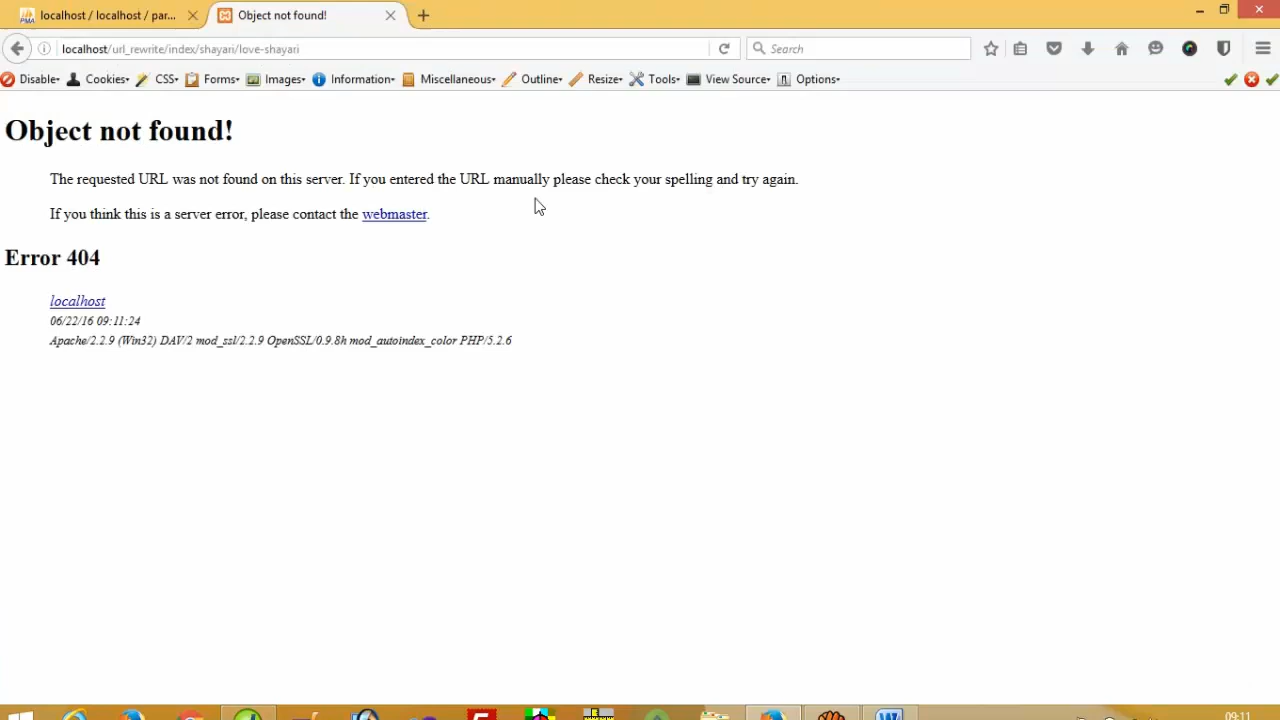 PMA
localhost / localhost / par...
Object not found!
localhost/url_rewrite/index/shayari/love-shayari
Search
Disable Cookies CSS Forms Images Information Miscellaneous Outline Resize Tools View Source Options
Object not found!
The requested URL was not found on this server. If you entered the URL manually please check your spelling and try again.
If you think this is a server error, please contact the webmaster.
Error 404
localhost
06/22/16 09:11:24
Apache/2.2.9 (Win32) DAV/2 mod_ssl/2.2.9 OpenSSL/0.9.8h mod_autoindex_color PHP/5.2.6
09:11